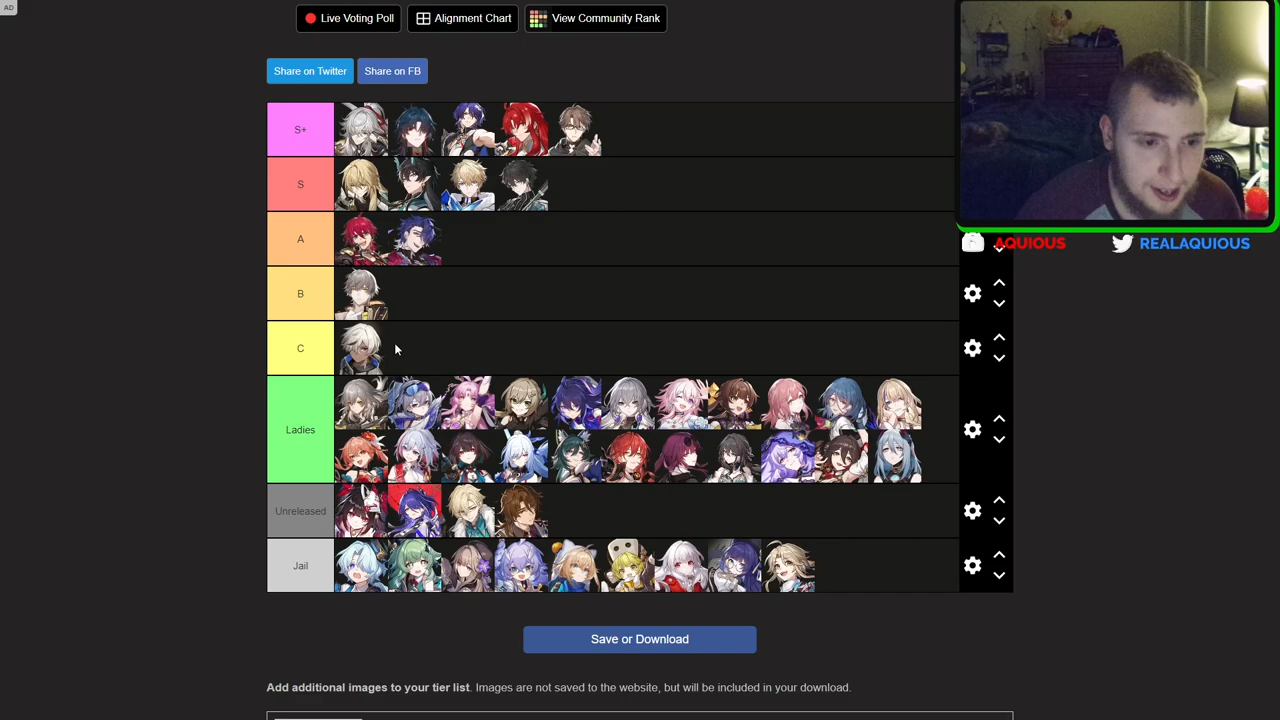 AD
Live Voting Poll Alignment Chart View Community Rank
Share on Twitter Share on FB
S+
S
A
AQUIOUS REALAQUIOUS
B
C
Ladies
Unreleased
Jail
Save or Download
Add additional images to your tier list. Images are not saved to the website, but will be included in your download.